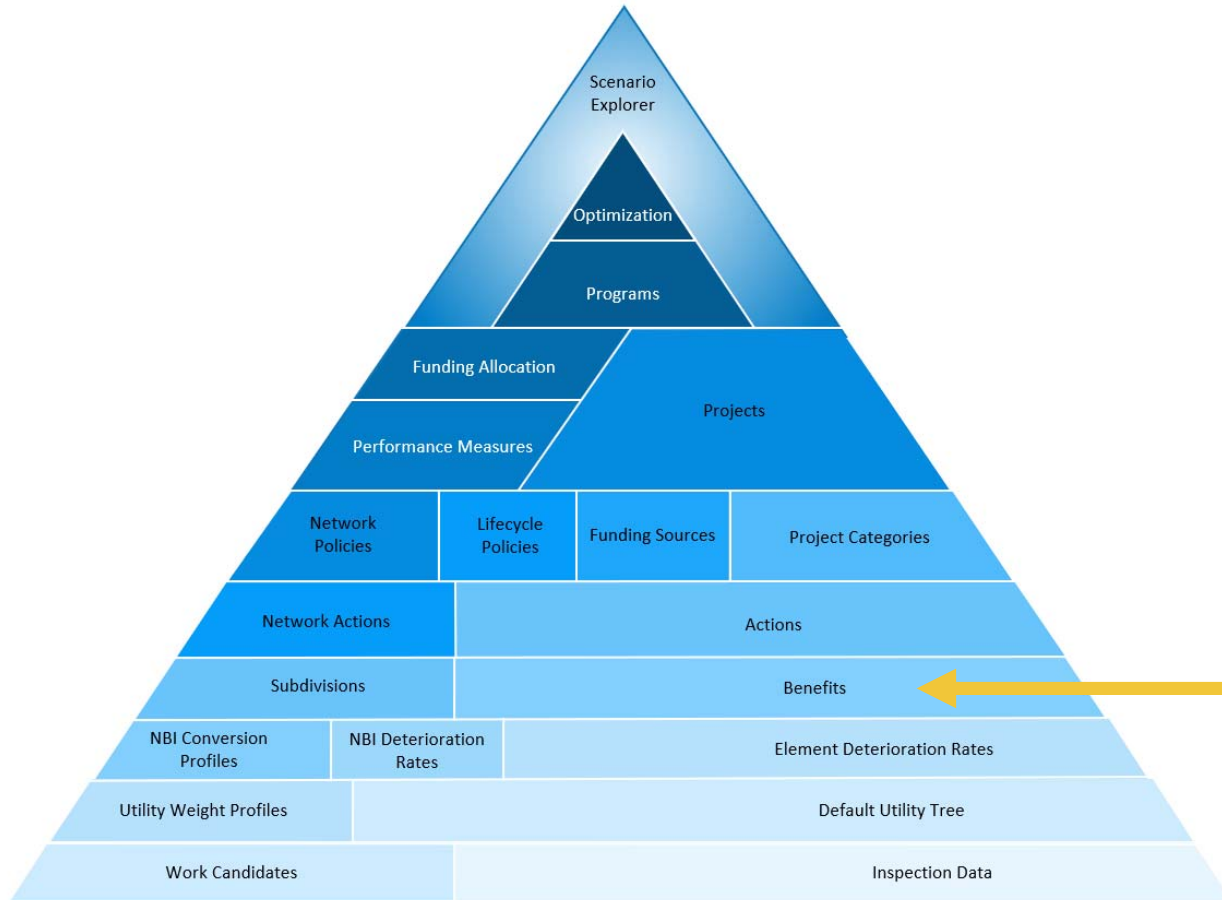 Scenario
Explorer
Optimization
Programs
Funding Allocation
Projects
Performance Measures
Network
Policies
Lifecycle
Policies
Funding Sources
Project Categories
Network Actions
Actions
Subdivisions
Benefits
NBI Conversion
Profiles
NBI Deterioration
Rates
Element Deterioration Rates
Utility Weight Profiles
Default Utility Tree
Work Candidates
Inspection Data